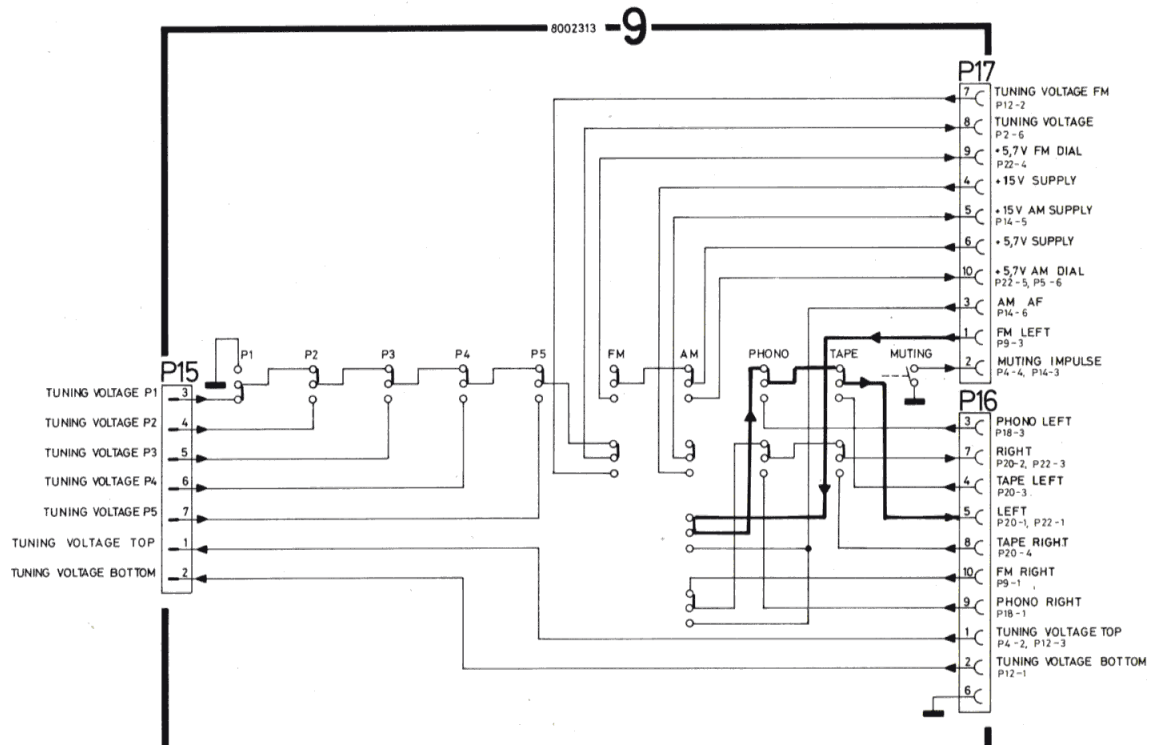 8002313 -9
P17
7 TUNING VOLTAGE FM
P12-2
8 TUNING VOLTAGE
P2-6
9 +5,7V FM DIAL
P22-4
4 +15V SUPPLY
5 +15V AM SUPPLY
P14-5
6 +5,7V SUPPLY
10 +5,7V AM DIAL
P22-5, P5-6
3 AM AF
P14-6
1 FM LEFT
P9-3
2 MUTING IMPULSE
P4-4, P14-3
P1 P2 P3 P4 P5 FM AM PHONO TAPE MUTING
P15
TUNING VOLTAGE P1 3
TUNING VOLTAGE P2 4
TUNING VOLTAGE P3 5
TUNING VOLTAGE P4 6
TUNING VOLTAGE P5 7
TUNING VOLTAGE TOP 1
TUNING VOLTAGE BOTTOM 2
P16
3 PHONO LEFT
P18-3
7 RIGHT
P20-2, P22-3
4 TAPE LEFT
P20-3
5 LEFT
P20-1, P22-1
8 TAPE RIGHT
P20-4
10 FM RIGHT
P9-1
9 PHONO RIGHT
P18-1
1 TUNING VOLTAGE TOP
P4-2, P12-3
2 TUNING VOLTAGE BOTTOM
P12-1
6